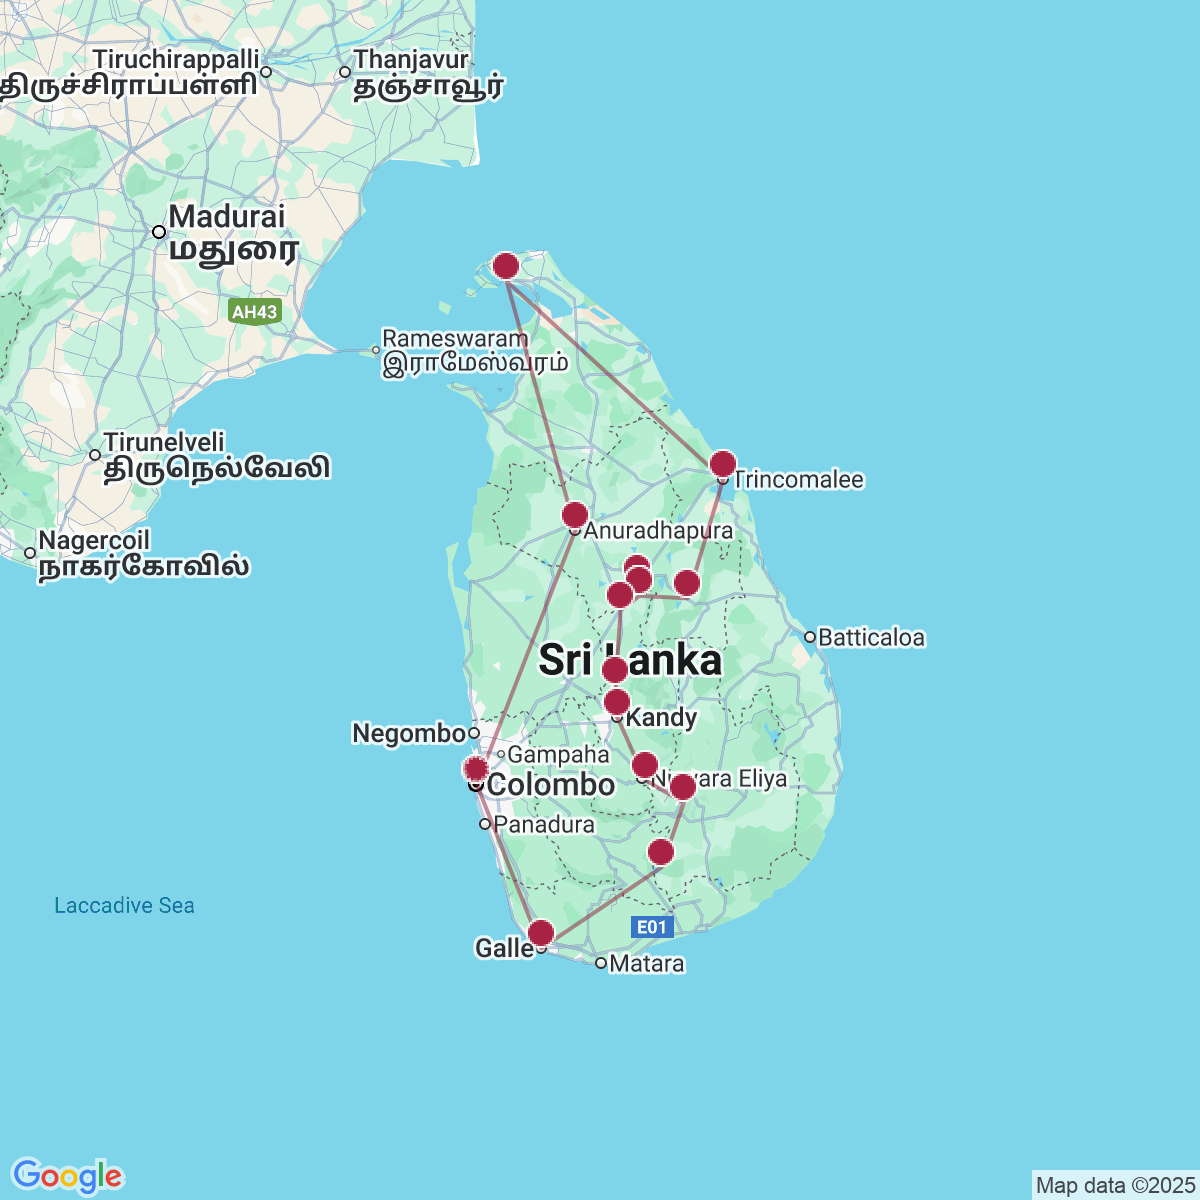 Tiruchirappalli
திருச்சிராப்பள்ளி
Thanjavur
தஞ்சாவூர்
Madurai
மதுரை
AH43
Rameswaram
இராமேஸ்வரம்
Tirunelveli
திருநெல்வேலி
Trincomalee
Nagercoil
நாகர்கோவில்
Anuradhapura
Batticaloa
Sri Lanka
Kandy
Negombo
Gampaha
Nuwara Eliya
Colombo
Panadura
Laccadive Sea
E01
Galle
Matara
Google
Map data ©2025